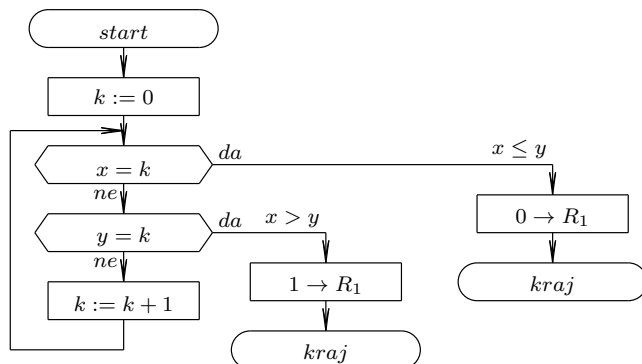 start
k := 0
x = k
da
x ≤ y
ne
0 → R₁
y = k
da
x > y
ne
kraj
k := k + 1
1 → R₁
kraj